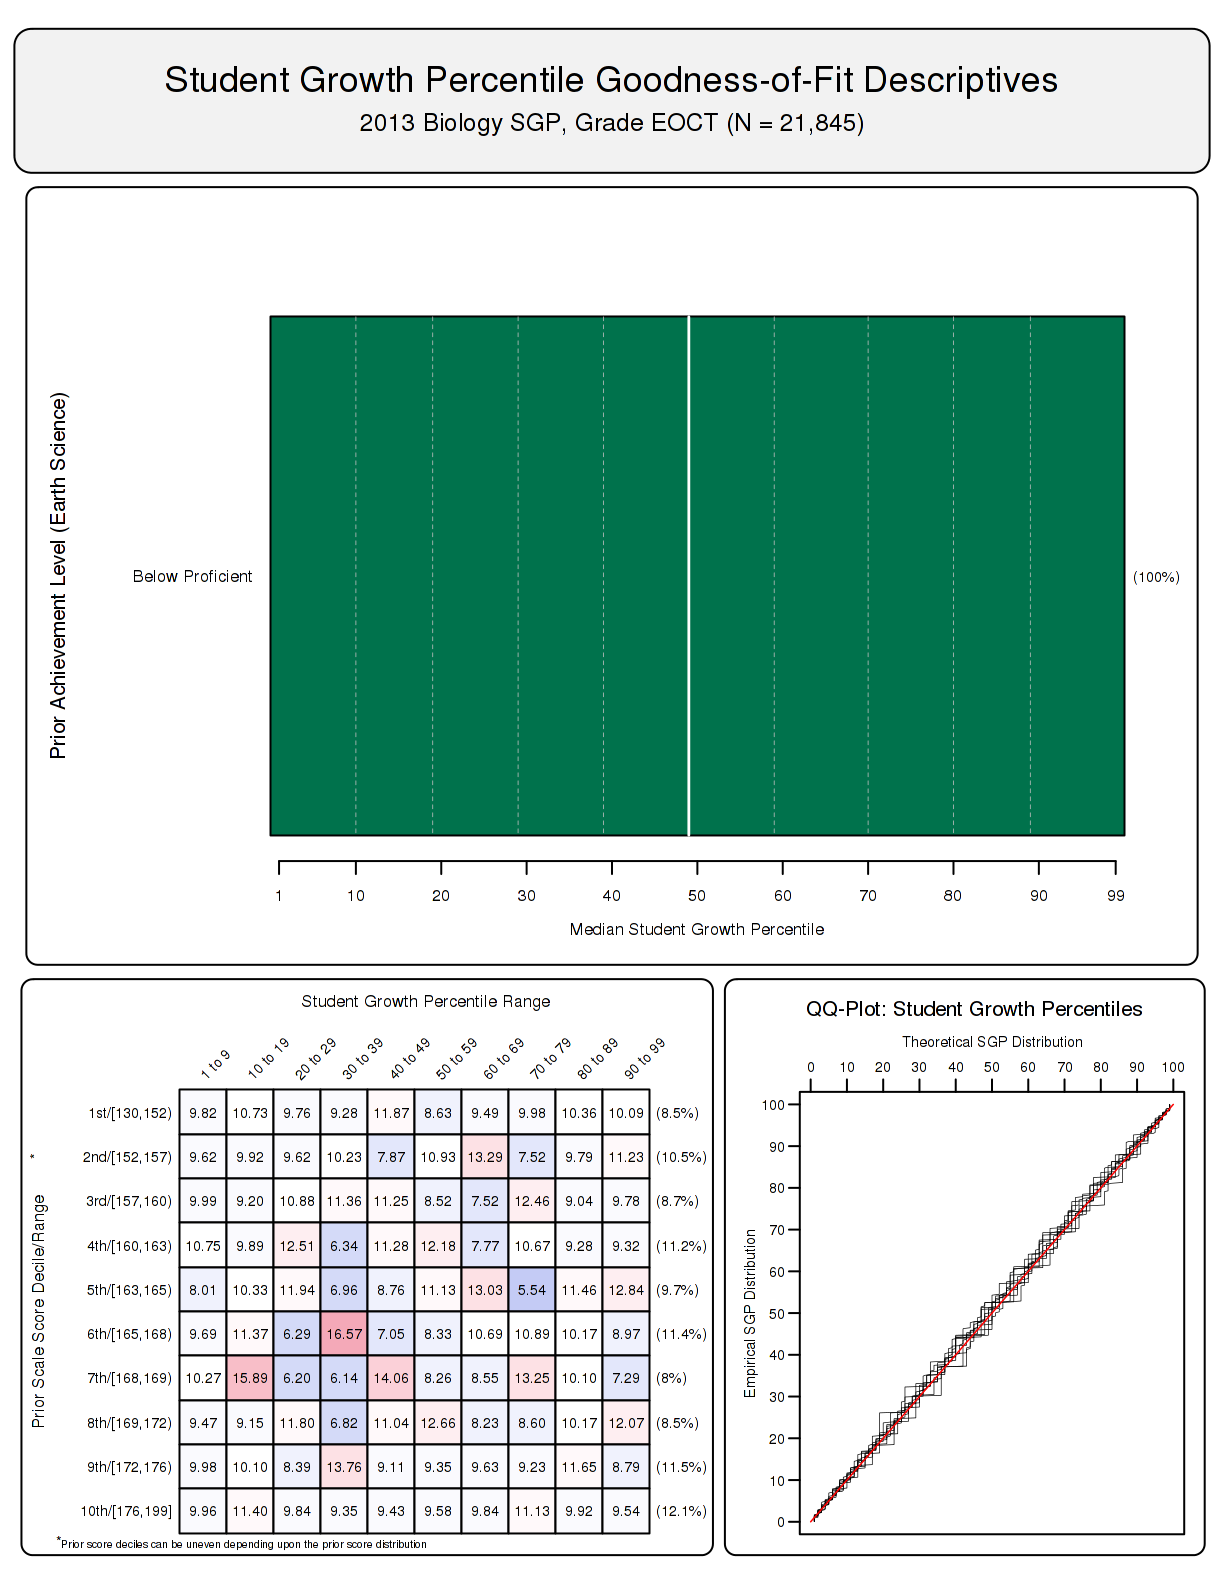 Student Growth Percentile Goodness-of-Fit Descriptives
2013 Biology SGP, Grade EOCT (N = 21,845)
Prior Achievement Level (Earth Science)
Below Proficient
(100%)
1 10 20 30 40 50 60 70 80 90 99
Median Student Growth Percentile
Student Growth Percentile Range
1 to 9 10 to 19 20 to 29 30 to 39 40 to 49 50 to 59 60 to 69 70 to 79 80 to 89 90 to 99
* Prior Scale Score Decile/Range
1st/[130,152) 9.82 10.73 9.76 9.28 11.87 8.63 9.49 9.98 10.36 10.09 (8.5%)
2nd/[152,157) 9.62 9.92 9.62 10.23 7.87 10.93 13.29 7.52 9.79 11.23 (10.5%)
3rd/[157,160) 9.99 9.20 10.88 11.36 11.25 8.52 7.52 12.46 9.04 9.78 (8.7%)
4th/[160,163) 10.75 9.89 12.51 6.34 11.28 12.18 7.77 10.67 9.28 9.32 (11.2%)
5th/[163,165) 8.01 10.33 11.94 6.96 8.76 11.13 13.03 5.54 11.46 12.84 (9.7%)
6th/[165,168) 9.69 11.37 6.29 16.57 7.05 8.33 10.69 10.89 10.17 8.97 (11.4%)
7th/[168,169) 10.27 15.89 6.20 6.14 14.06 8.26 8.55 13.25 10.10 7.29 (8%)
8th/[169,172) 9.47 9.15 11.80 6.82 11.04 12.66 8.23 8.60 10.17 12.07 (8.5%)
9th/[172,176) 9.98 10.10 8.39 13.76 9.11 9.35 9.63 9.23 11.65 8.79 (11.5%)
10th/[176,199] 9.96 11.40 9.84 9.35 9.43 9.58 9.84 11.13 9.92 9.54 (12.1%)
*Prior score deciles can be uneven depending upon the prior score distribution
QQ-Plot: Student Growth Percentiles
Theoretical SGP Distribution
0 10 20 30 40 50 60 70 80 90 100
Empirical SGP Distribution
100
90
80
70
60
50
40
30
20
10
0